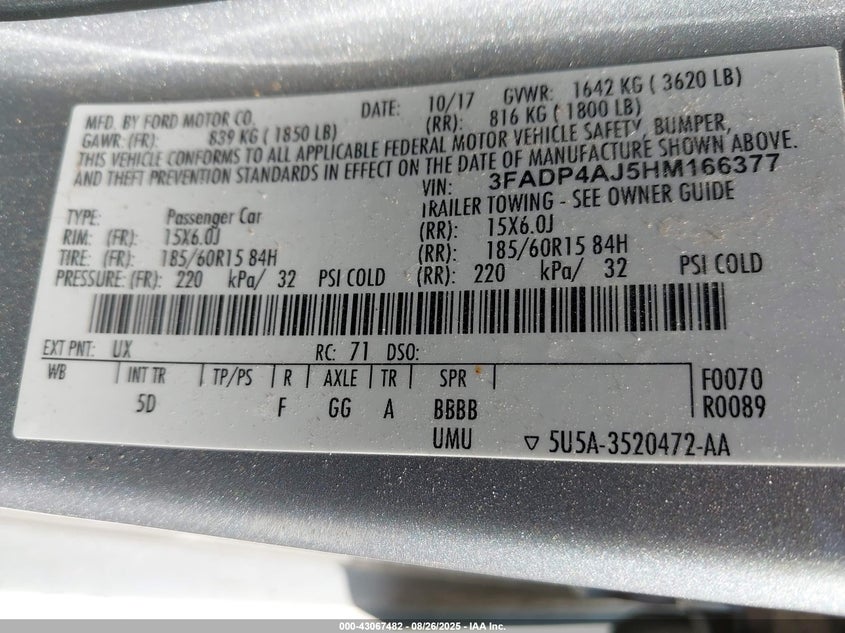 MFD. BY FORD MOTOR CO. DATE: 10/17 GVWR: 1642 KG ( 3620 LB)
GAWR: (FR): 839 KG ( 1850 LB) (RR): 816 KG ( 1800 LB)
THIS VEHICLE CONFORMS TO ALL APPLICABLE FEDERAL MOTOR VEHICLE SAFETY, BUMPER,
AND THEFT PREVENTION STANDARDS IN EFFECT ON THE DATE OF MANUFACTURE SHOWN ABOVE.
VIN: 3FADP4AJ5HM166377
TYPE: Passenger Car TRAILER TOWING - SEE OWNER GUIDE
RIM: (FR): 15X6.0J (RR): 15X6.0J
TIRE: (FR): 185/60R15 84H (RR): 185/60R15 84H
PRESSURE: (FR): 220 kPa/ 32 PSI COLD (RR): 220 kPa/ 32 PSI COLD
EXT PNT: UX RC: 71 DSO:
WB INT TR TP/PS R AXLE TR SPR F0070
5D F GG A BBBB R0089
UMU ▽ 5U5A-3520472-AA
000-43067482 - 08/26/2025 - IAA Inc.